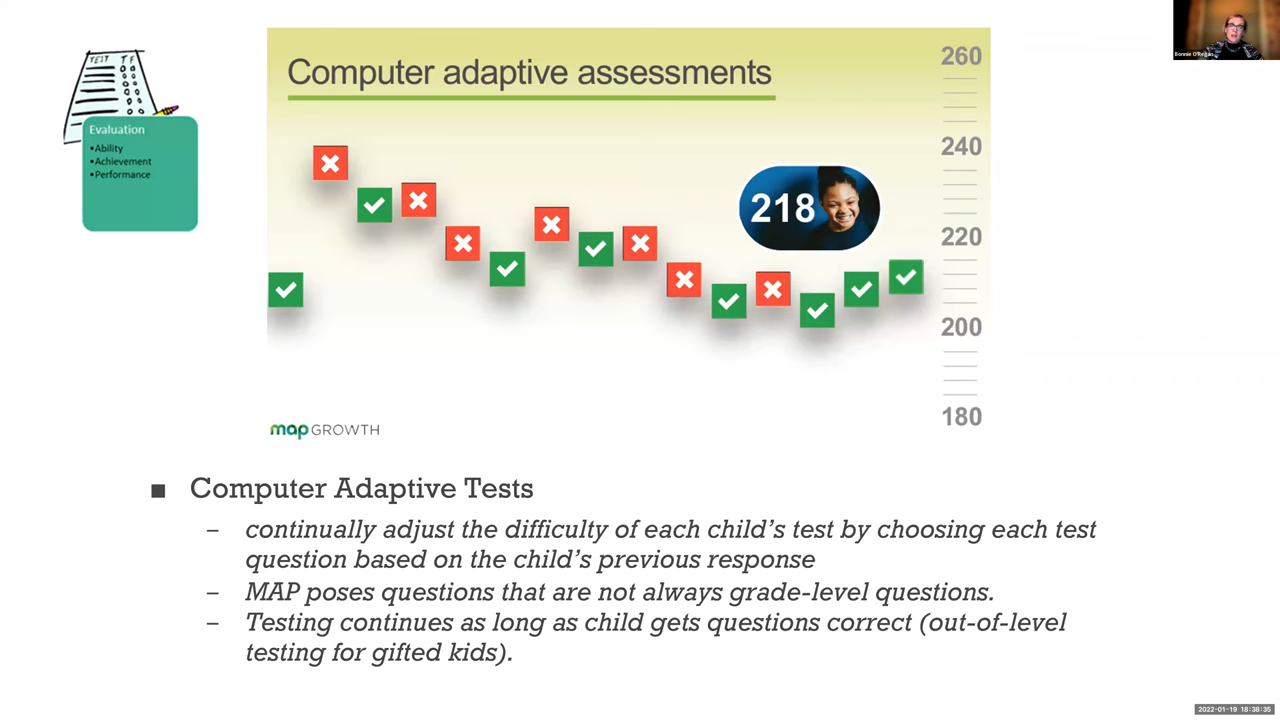 TEST T F
Evaluation
•Ability
•Achievement
•Performance
Computer adaptive assessments
260
240
218
220
200
180
map GROWTH
Bonnie O'Regan
■ Computer Adaptive Tests
– continually adjust the difficulty of each child's test by choosing each test
question based on the child's previous response
– MAP poses questions that are not always grade-level questions.
– Testing continues as long as child gets questions correct (out-of-level
testing for gifted kids).
2022-01-19 18:38:35